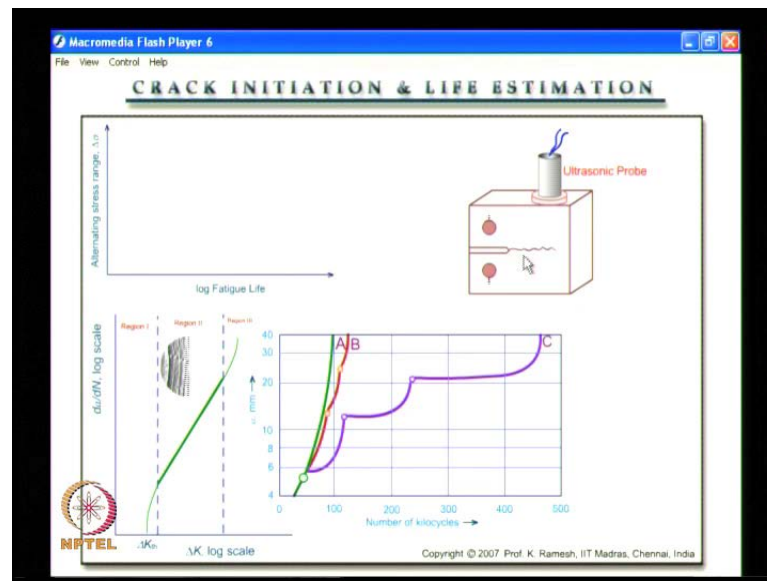 Macromedia Flash Player 6
File View Control Help
CRACK INITIATION & LIFE ESTIMATION
Alternating stress range, Δσ
log Fatigue Life
Ultrasonic Probe
Region I
Region II
Region III
da/dN, log scale
ΔKth
ΔK, log scale
A B
C
40
30
20
10
8
6
4
mm
0 100 200 300 400 500
Number of kilocycles
NPTEL
Copyright © 2007 Prof. K. Ramesh, IIT Madras, Chennai, India